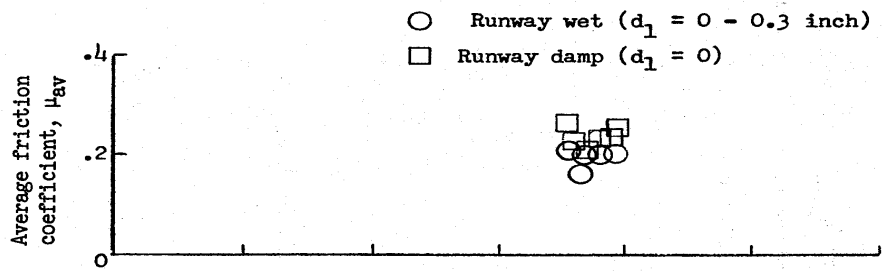 ○ Runway wet (d1 = 0 - 0.3 inch)
□ Runway damp (d1 = 0)
.4
.2
0
Average friction
coefficient, μav